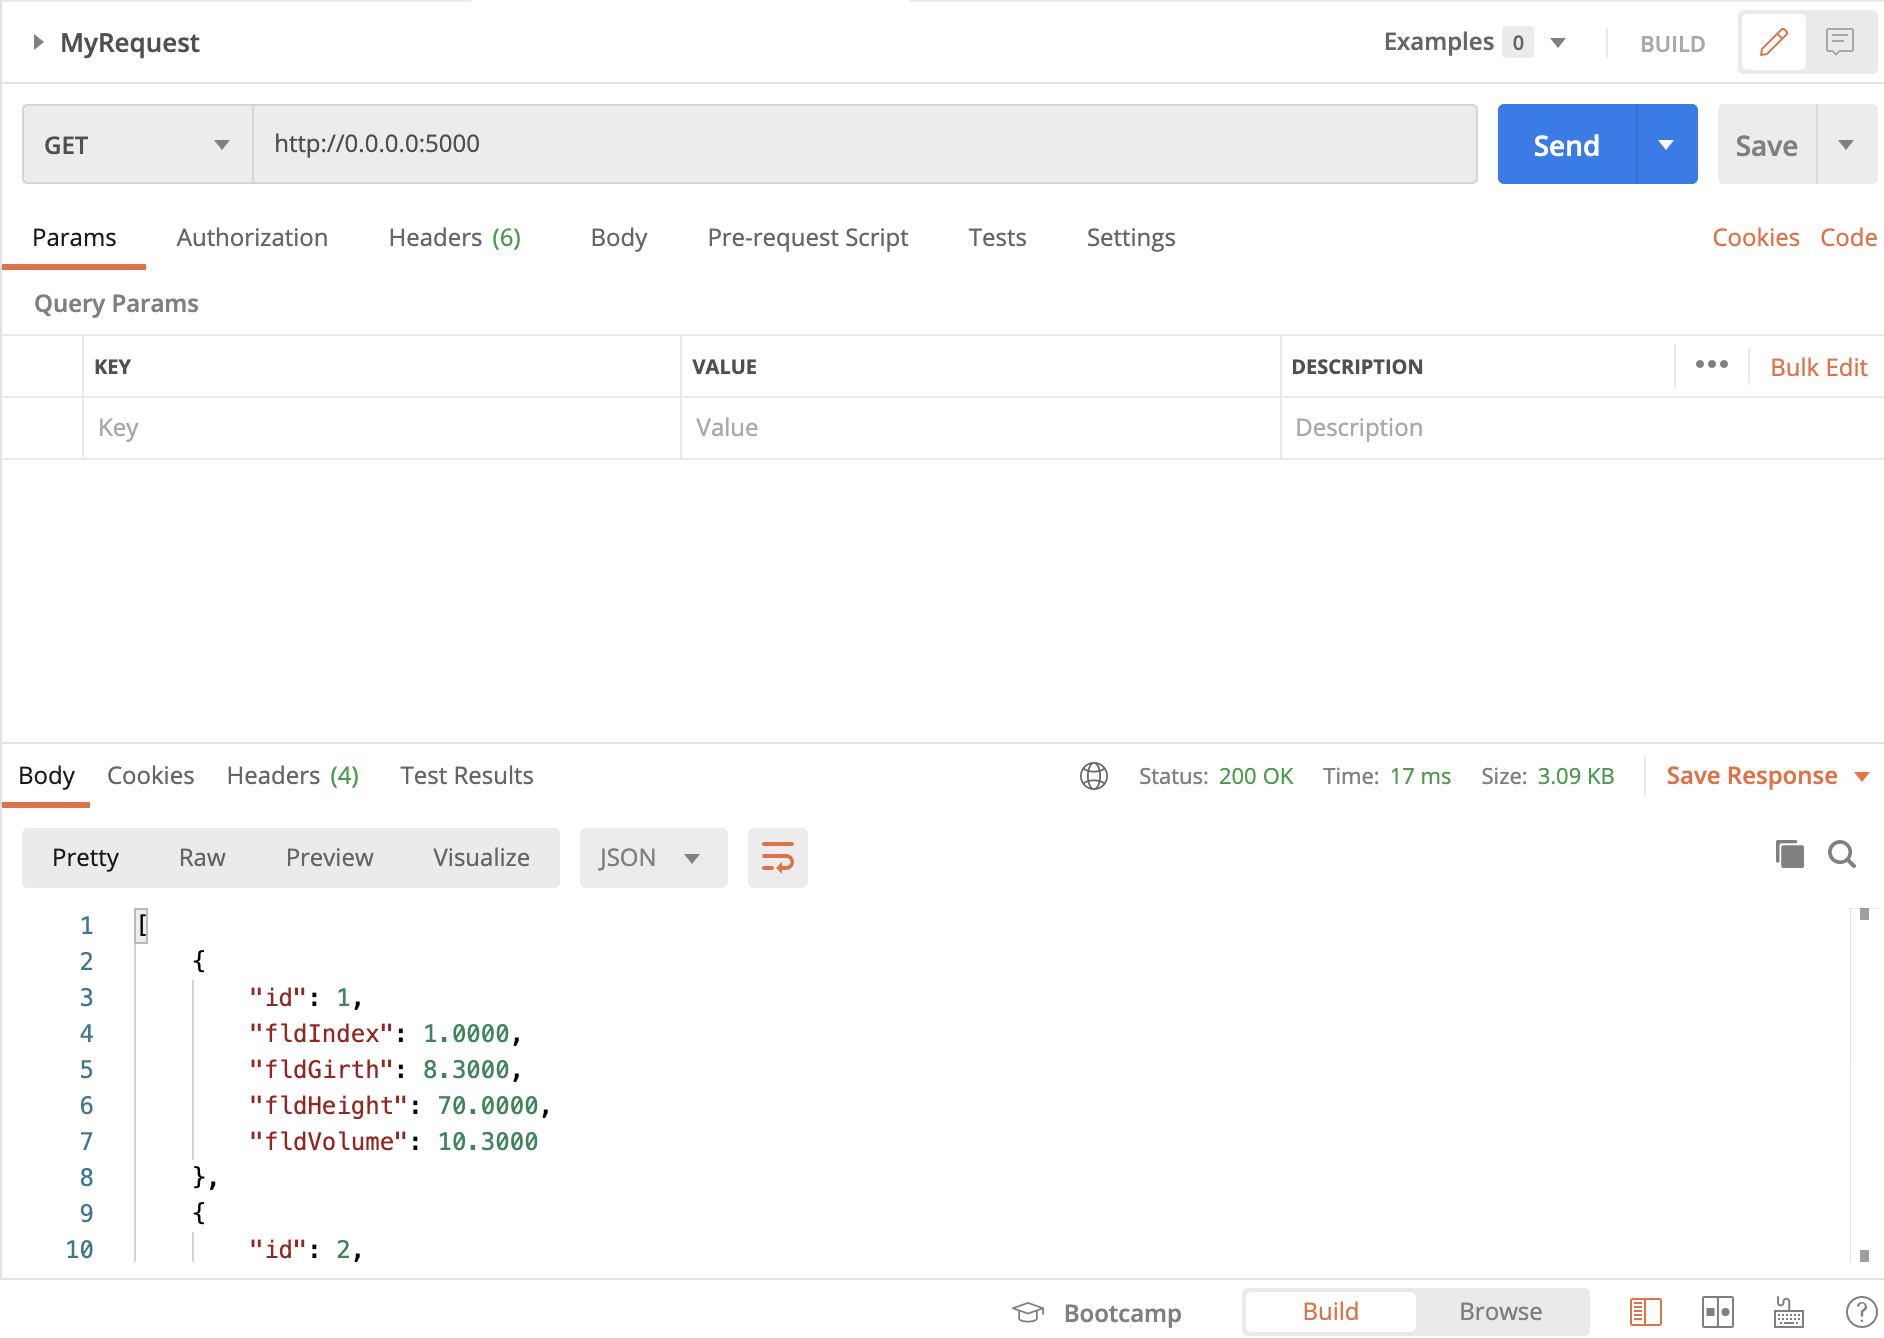 MyRequest
Examples 0
BUILD
GET
http://0.0.0.0:5000
Send
Save
Params Authorization Headers (6) Body Pre-request Script Tests Settings Cookies Code
Query Params
KEY VALUE DESCRIPTION ••• Bulk Edit
Key Value Description
Body Cookies Headers (4) Test Results Status: 200 OK Time: 17 ms Size: 3.09 KB Save Response
Pretty Raw Preview Visualize JSON
1 [
2 {
3 "id": 1,
4 "fldIndex": 1.0000,
5 "fldGirth": 8.3000,
6 "fldHeight": 70.0000,
7 "fldVolume": 10.3000
8 },
9 {
10 "id": 2,
Bootcamp Build Browse ?